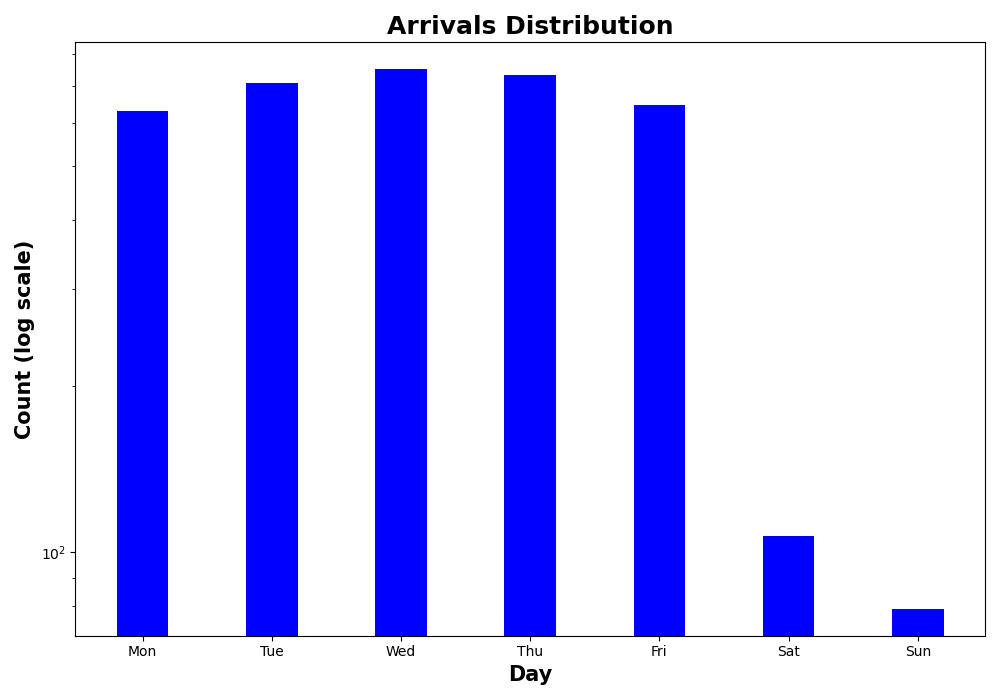 Arrivals Distribution
Count (log scale)
10²
Mon Tue Wed Thu Fri Sat Sun
Day